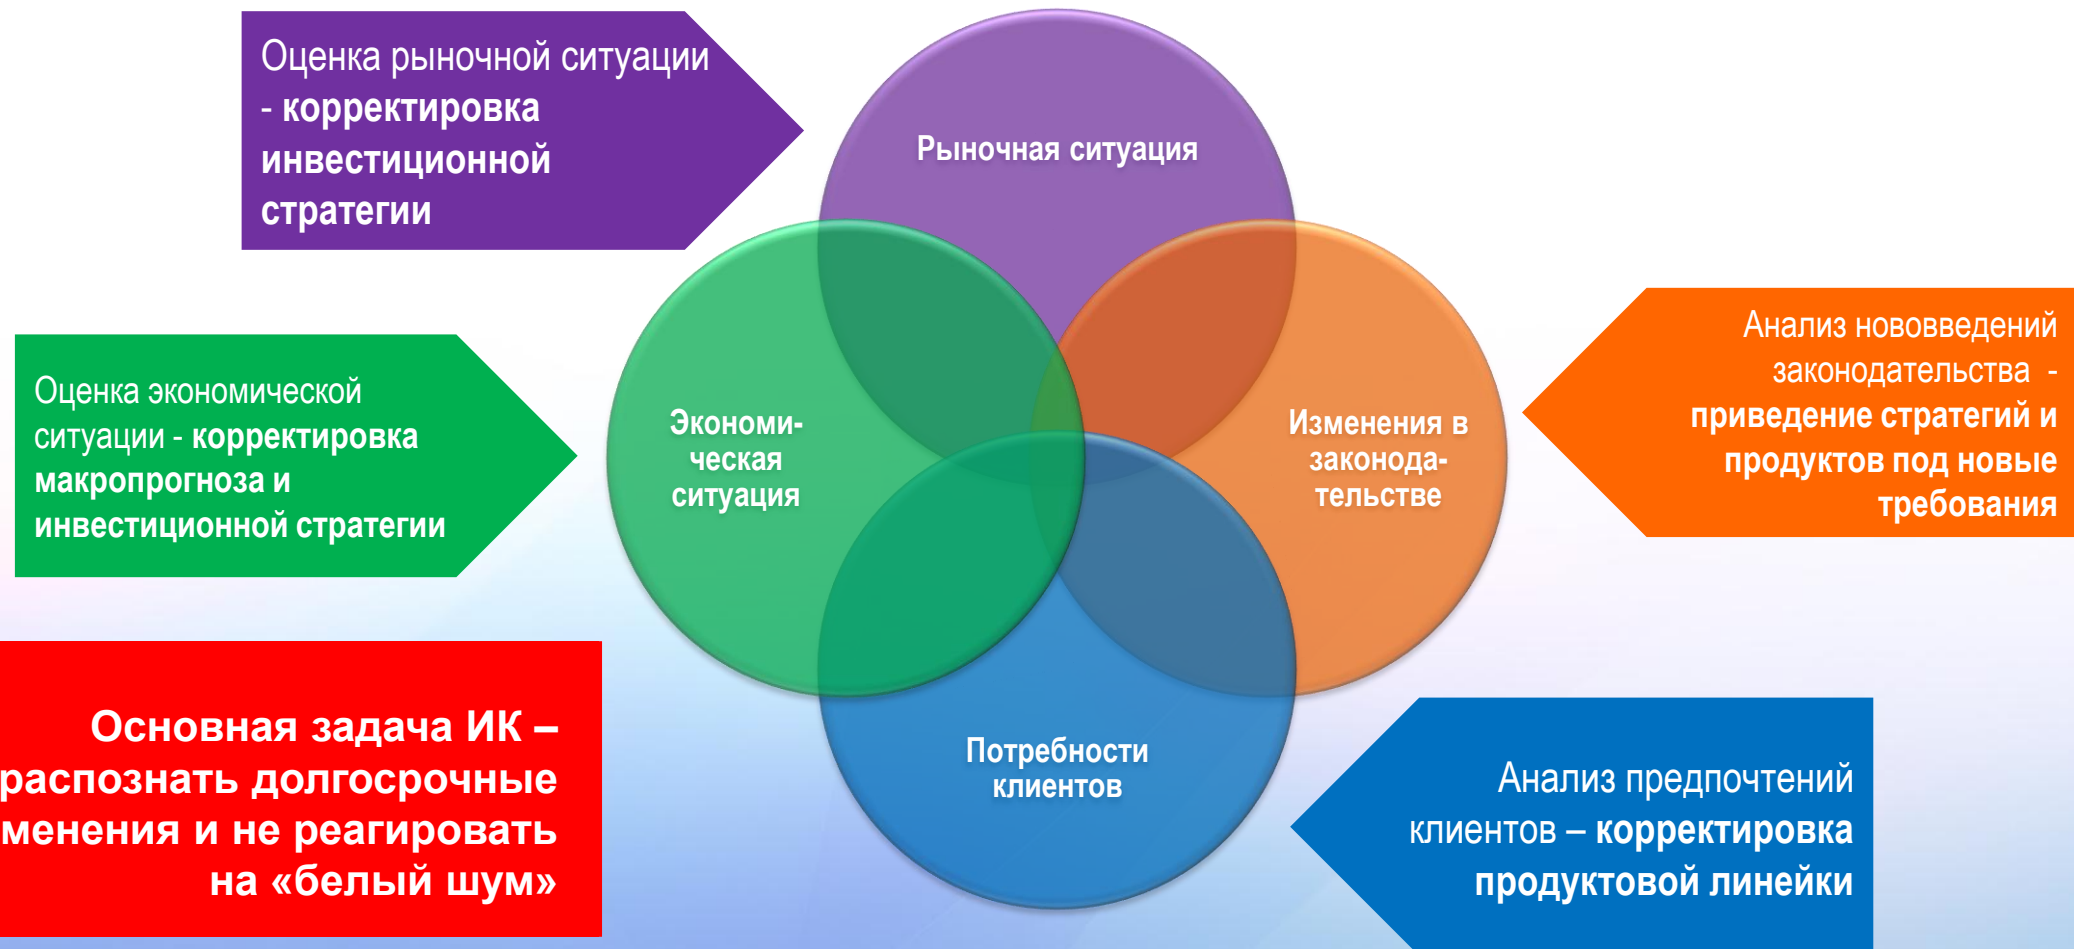 Оценка рыночной ситуации
- корректировка
инвестиционной
стратегии
Рыночная ситуация
Оценка экономической
ситуации - корректировка
макропрогноза и
инвестиционной стратегии
Экономи-
ческая
ситуация
Изменения в
законода-
тельстве
Анализ нововведений
законодательства -
приведение стратегий и
продуктов под новые
требования
Основная задача ИК –
распознать долгосрочные
менения и не реагировать
на «белый шум»
Потребности
клиентов
Анализ предпочтений
клиентов – корректировка
продуктовой линейки